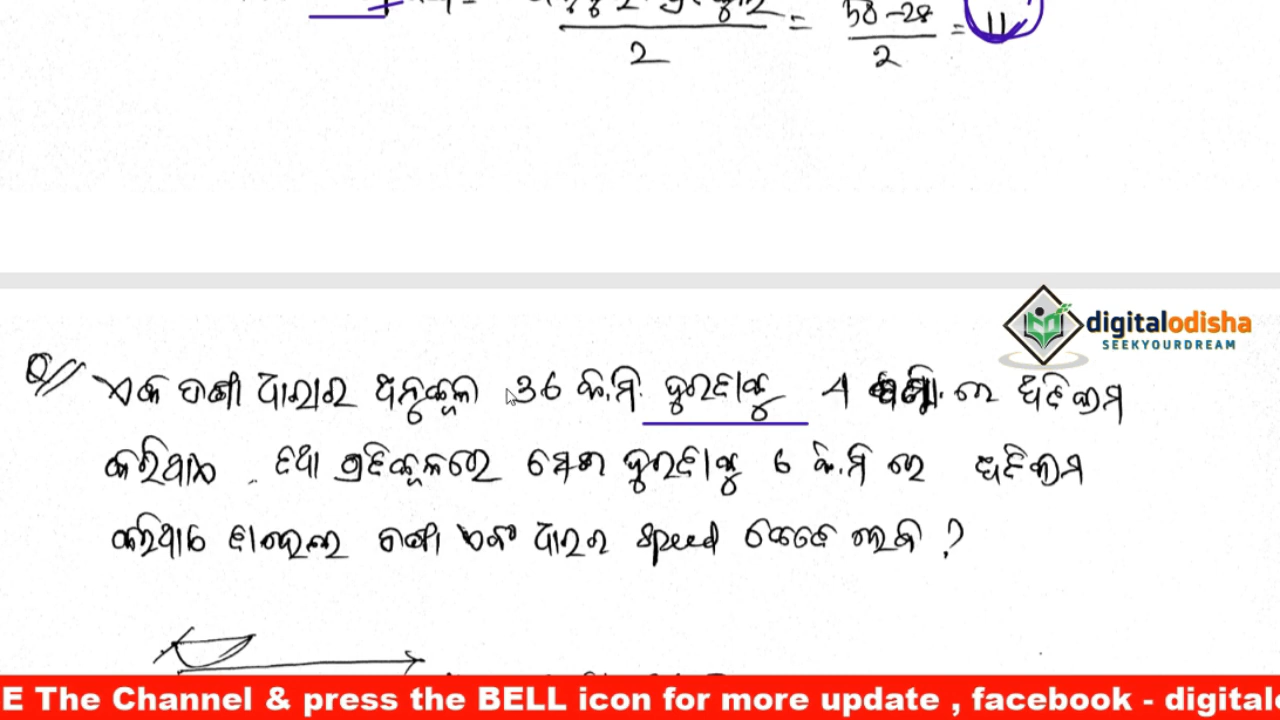 2
58-28
2
= 11
digitalodisha
SEEKYOURDREAM
Q// ଏକ ଡଙ୍ଗା ଧାରାର ଅନୁକୂଳ 36 କି.ମି. ଦୁରତାକୁ 4 ରେ ଅତିକ୍ରମ
କରିଥାଏ. ତଥା ପ୍ରତିକୂଳରେ ସେହି ଦୁରତାକୁ 6 କି.ମି ରେ ଅତିକ୍ରମ
କରିଥାଏ ତାହେଲେ ଡଙ୍ଗା ଏବଂ ଧାରାର speed କେତେ ହେବ ?
E The Channel & press the BELL icon for more update , facebook - digital